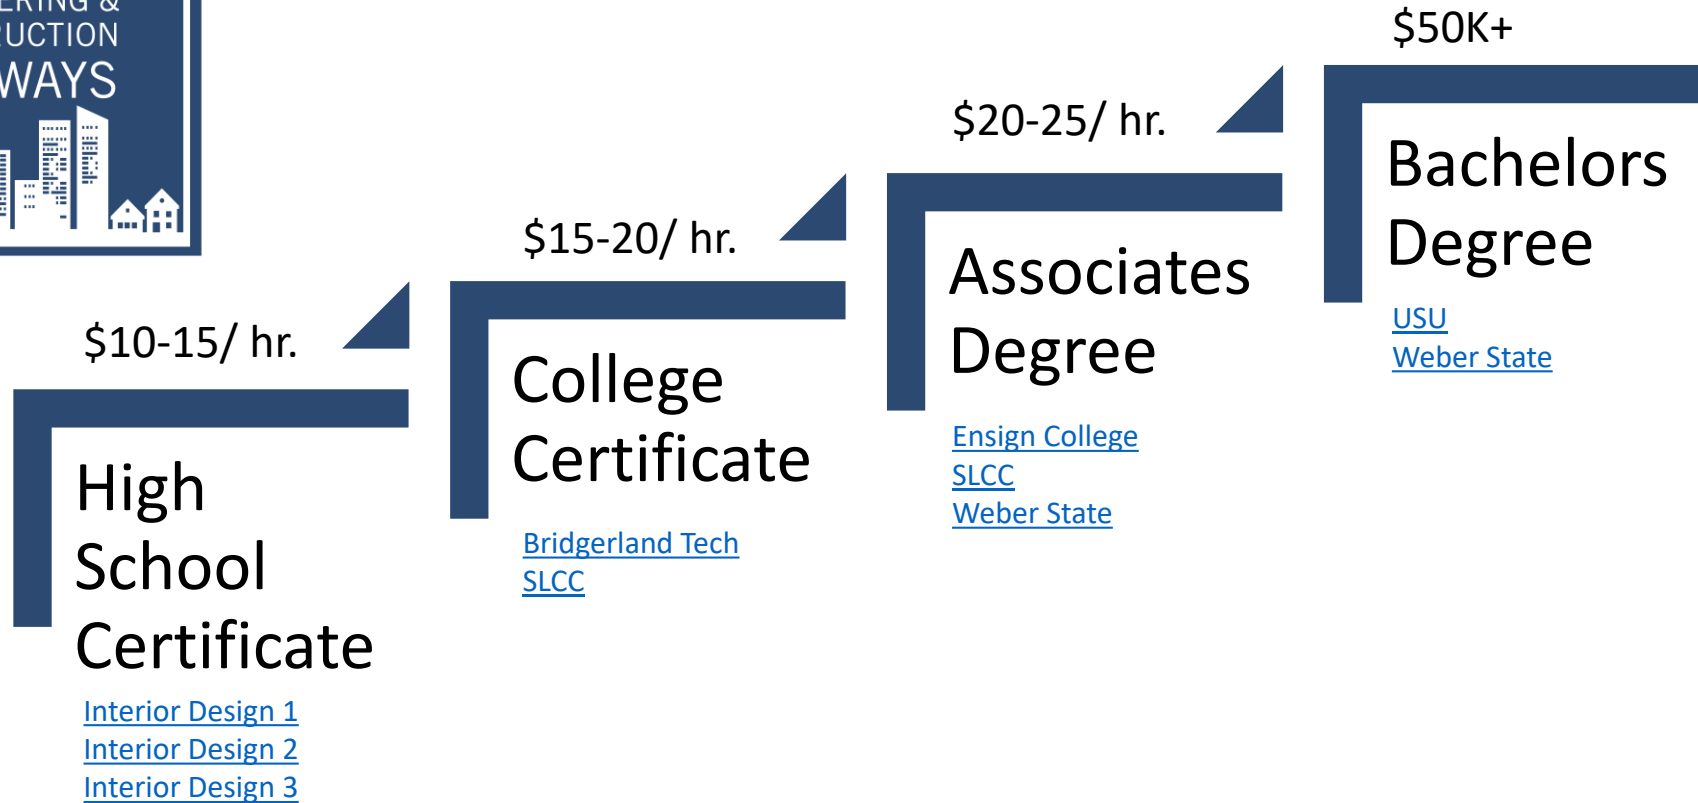 UCTION
WAYS
$10-15/ hr.
High
School
Certificate
Interior Design 1
Interior Design 2
Interior Design 3
$15-20/ hr.
College
Certificate
Bridgerland Tech
SLCC
$20-25/ hr.
Associates
Degree
Ensign College
SLCC
Weber State
$50K+
Bachelors
Degree
USU
Weber State